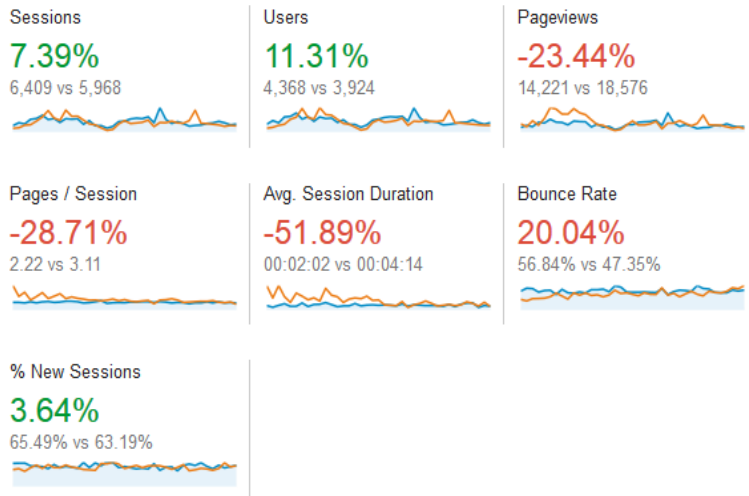 Sessions
7.39%
6,409 vs 5,968
Users
11.31%
4,368 vs 3,924
Pageviews
-23.44%
14,221 vs 18,576
Pages / Session
-28.71%
2.22 vs 3.11
Avg. Session Duration
-51.89%
00:02:02 vs 00:04:14
Bounce Rate
20.04%
56.84% vs 47.35%
% New Sessions
3.64%
65.49% vs 63.19%